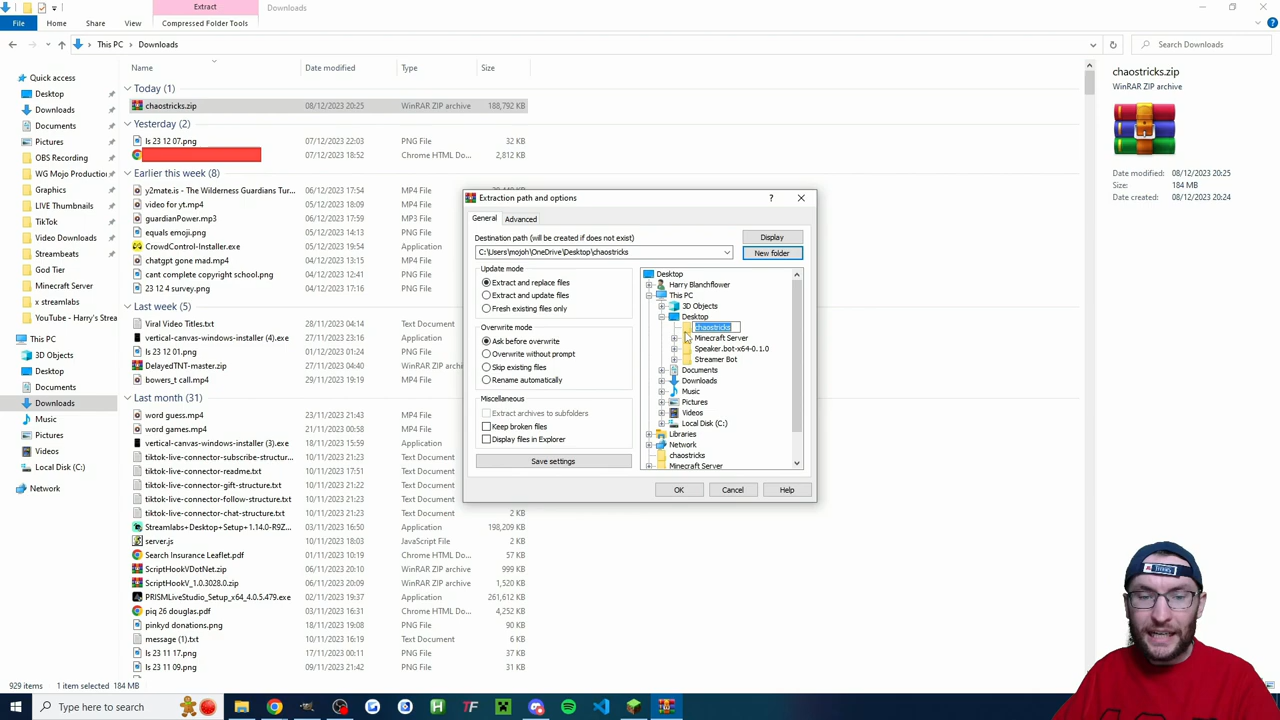 Extract
Downloads
File
Home
Share
View
Compressed Folder Tools
This PC
Downloads
Search Downloads
Quick access
Desktop
Downloads
Documents
Pictures
OBS Recording
WG Mojo Production
Graphics
LIVE Thumbnails
TikTok
Video Downloads
Streambeats
God Tier
Minecraft Server
x streamlabs
YouTube - Harry's Strea
This PC
3D Objects
Desktop
Documents
Downloads
Music
Pictures
Videos
Local Disk (C:)
Network
Name Date modified Type Size
Today (1)
chaostricks.zip 08/12/2023 20:25 WinRAR ZIP archive 188,792 KB
Yesterday (2)
ls 23 12 07.png 07/12/2023 22:03 PNG File 32 KB
07/12/2023 18:52 Chrome HTML Do... 2,812 KB
Earlier this week (8)
y2mate.is - The Wilderness Guardians Tur... 06/12/2023 17:54 MP4 File
video for yt.mp4 05/12/2023 18:09 MP4 File
guardianPower.mp3 06/12/2023 17:59 MP3 File
equals emoji.png 07/12/2023 18:30 PNG File
CrowdControl-Installer.exe 04/12/2023 19:45 Application
chatgpt gone mad.mp4 05/12/2023 17:30 MP4 File
cant complete copyright school.png 04/12/2023 17:51 PNG File
23 12 4 survey.png 04/12/2023 17:41 PNG File
Last week (5)
Viral Video Titles.txt 28/11/2023 04:14 Text Document
vertical-canvas-windows-installer (4).exe 01/12/2023 17:53 Application
ls 23 12 01.png 01/12/2023 21:33 PNG File
DelayedTNT-master.zip 27/11/2023 21:26 WinRAR ZIP archive
bowers_t call.mp4 27/11/2023 21:16 MP4 File
Last month (31)
word guess.mp4 23/11/2023 21:43 MP4 File
word games.mp4 23/11/2023 21:00 MP4 File
vertical-canvas-windows-installer (3).exe 18/11/2023 15:59 Application
tiktok-live-connector-subscribe-structur... 10/11/2023 21:23 Text Document
tiktok-live-connector-readme.txt 10/11/2023 21:27 Text Document
tiktok-live-connector-gift-structure.txt 10/11/2023 21:23 Text Document
tiktok-live-connector-follow-structure.txt 10/11/2023 21:23 Text Document
tiktok-live-connector-chat-structure.txt 10/11/2023 21:23 Text Document 2 KB
Streamlabs+Desktop+Setup+1.14.0-R9Z... 03/11/2023 16:50 Application 198,209 KB
server.js 10/11/2023 18:03 JavaScript File 2 KB
Search Insurance Leaflet.pdf 01/11/2023 10:19 Chrome HTML Do... 57 KB
ScriptHookVDotNet.zip 06/11/2023 20:10 WinRAR ZIP archive 999 KB
ScriptHookV_1.0.3028.0.zip 06/11/2023 20:09 WinRAR ZIP archive 1,520 KB
PRISMLiveStudio_Setup_x64_4.0.5.479.exe 02/11/2023 19:37 Application 261,612 KB
piq 26 douglas.pdf 03/11/2023 16:31 Chrome HTML Do... 4,252 KB
pinkyd donations.png 18/11/2023 19:08 PNG File 90 KB
message (1).txt 10/11/2023 16:19 Text Document 6 KB
ls 23 11 17.png 17/11/2023 00:11 PNG File 37 KB
ls 23 11 09.png 09/11/2023 21:42 PNG File 31 KB
Extraction path and options
General
Advanced
Destination path (will be created if does not exist)
C:\Users\mojoh\OneDrive\Desktop\chaostricks
Display
New folder
Update mode
Extract and replace files
Extract and update files
Fresh existing files only
Overwrite mode
Ask before overwrite
Overwrite without prompt
Skip existing files
Rename automatically
Miscellaneous
Extract archives to subfolders
Keep broken files
Display files in Explorer
Save settings
Desktop
Harry Blanchflower
This PC
3D Objects
Desktop
chaostricks
Minecraft Server
Speaker.bot-x64-0.1.0
Streamer Bot
Documents
Downloads
Music
Pictures
Videos
Local Disk (C:)
Libraries
Network
chaostricks
Minecraft Server
OK
Cancel
Help
chaostricks.zip
WinRAR ZIP archive
Date modified: 08/12/2023 20:25
Size: 184 MB
Date created: 08/12/2023 20:24
929 items
1 item selected 184 MB
Type here to search